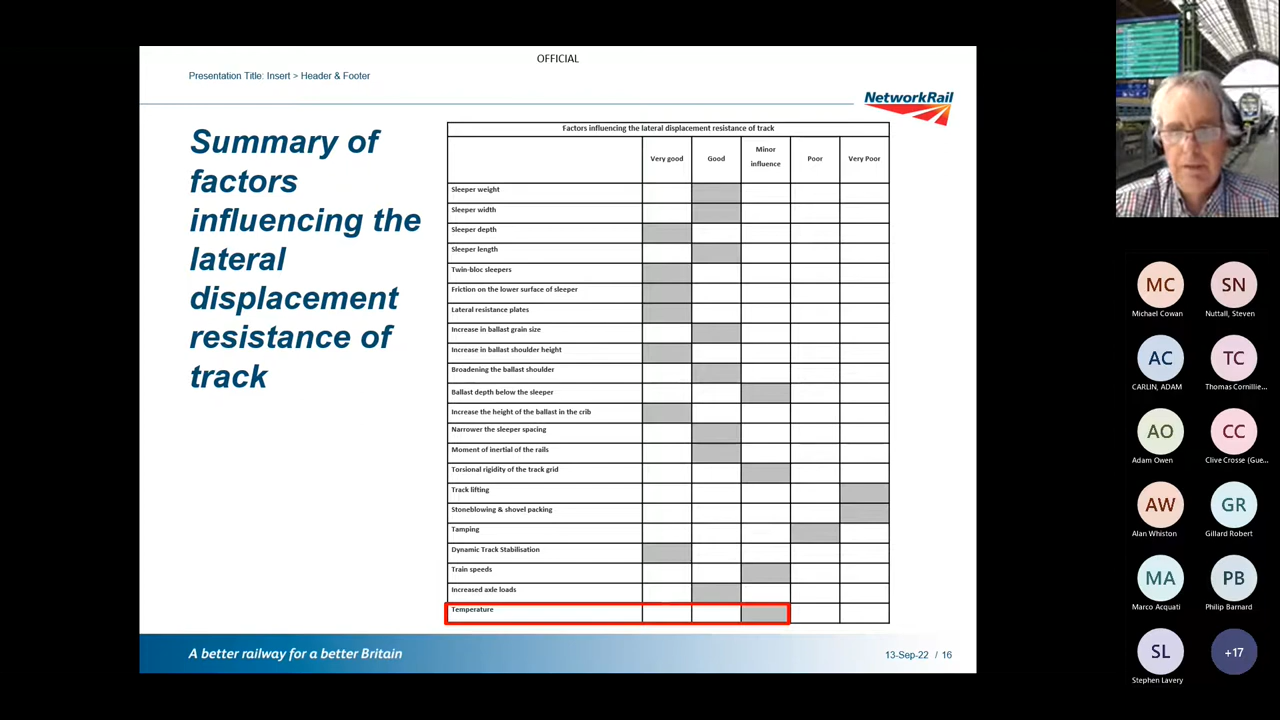 OFFICIAL
Presentation Title: Insert > Header & Footer
NetworkRail
Summary of
factors
influencing the
lateral
displacement
resistance of
track
Factors influencing the lateral displacement resistance of track
Very good
Good
Minor
influence
Poor
Very Poor
Sleeper weight
Sleeper width
Sleeper depth
Sleeper length
Twin-bloc sleepers
Friction on the lower surface of sleeper
Lateral resistance plates
Increase in ballast grain size
Increase in ballast shoulder height
Broadening the ballast shoulder
Ballast depth below the sleeper
Increase the height of the ballast in the crib
Narrower the sleeper spacing
Moment of inertial of the rails
Torsional rigidity of the track grid
Track lifting
Stoneblowing & shovel packing
Tamping
Dynamic Track Stabilisation
Train speeds
Increased axle loads
Temperature
A better railway for a better Britain
13-Sep-22 / 16
MC
Michael Cowan
SN
Nuttall, Steven
AC
CARLIN, ADAM
TC
Thomas Cornillie...
AO
Adam Owen
CC
Clive Crosse (Gue...
AW
Alan Whiston
GR
Gillard Robert
MA
Marco Acquati
PB
Philip Barnard
SL
Stephen Lavery
+17